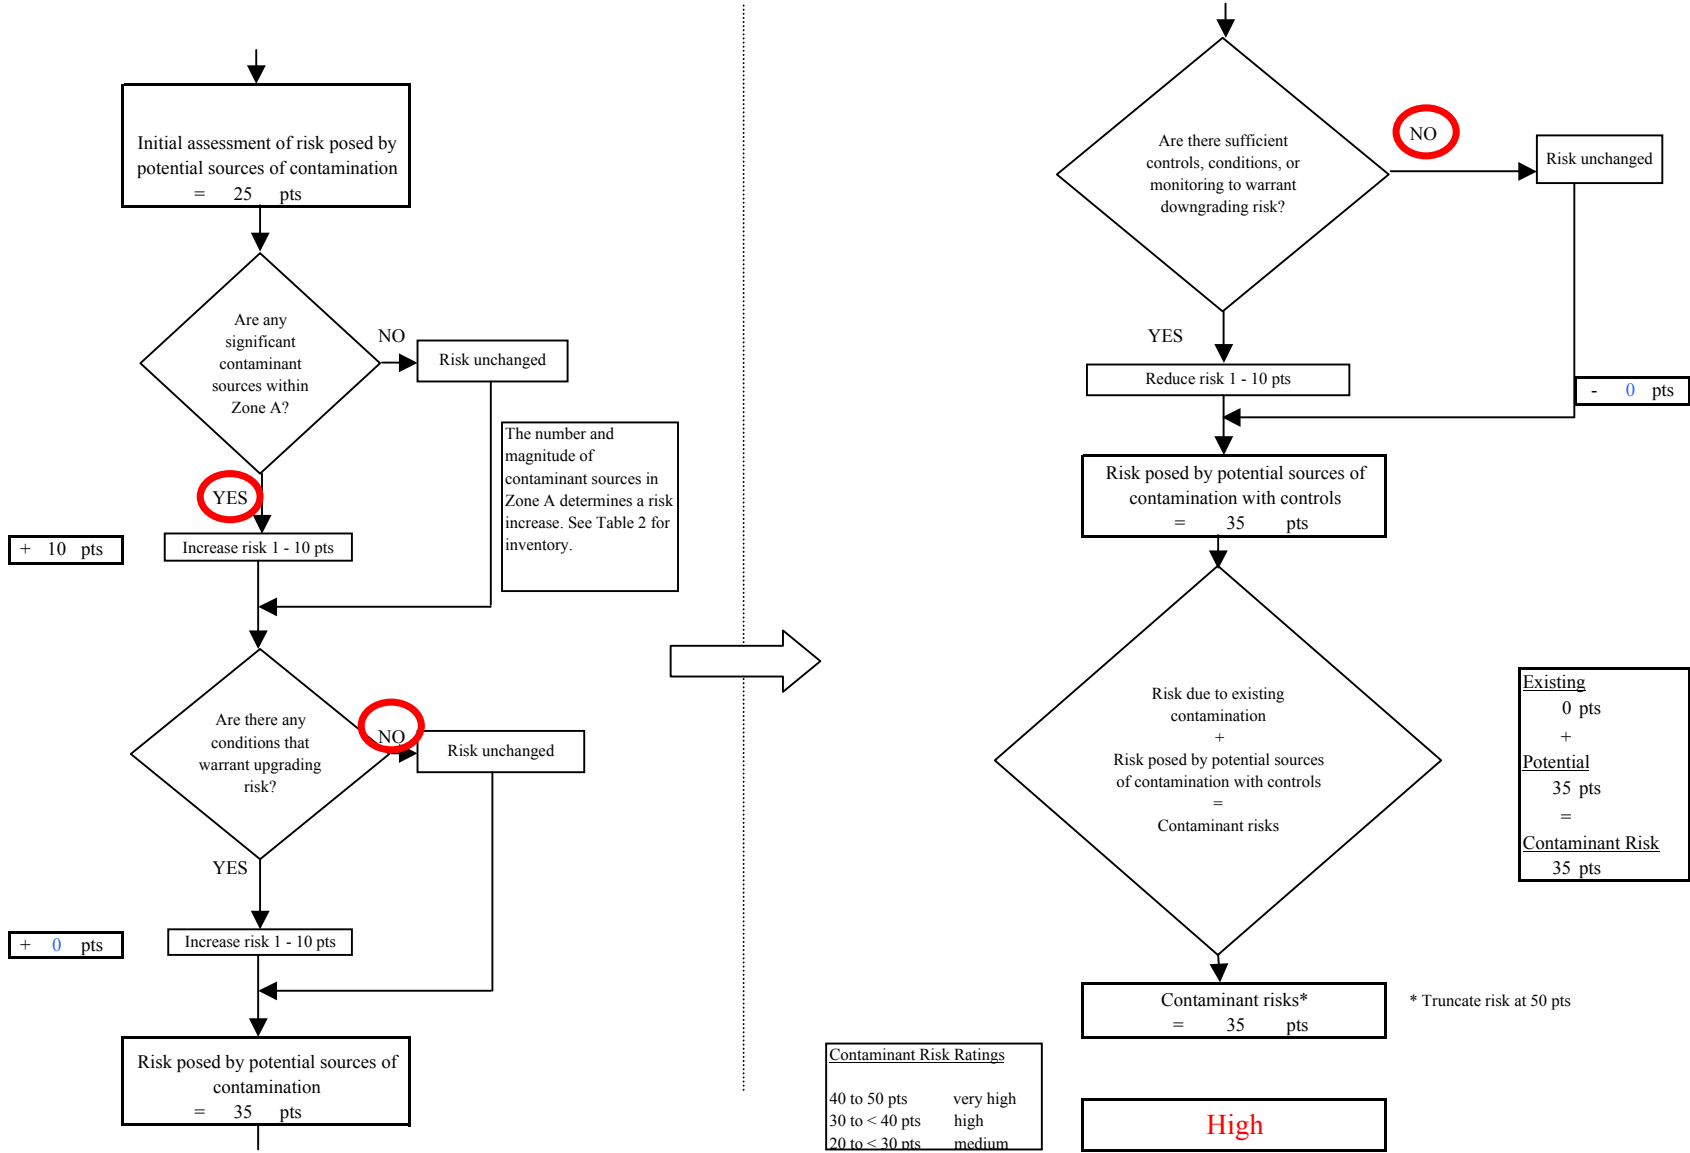 Initial assessment of risk posed by
potential sources of contamination
= 25 pts
Are any
significant
contaminant
sources within
Zone A?
NO
Risk unchanged
The number and
magnitude of
contaminant sources in
Zone A determines a risk
increase. See Table 2 for
inventory.
YES
+ 10 pts
Increase risk 1 - 10 pts
Are there any
conditions that
warrant upgrading
risk?
NO
Risk unchanged
YES
+ 0 pts
Increase risk 1 - 10 pts
Risk posed by potential sources of
contamination
= 35 pts
Are there sufficient
controls, conditions, or
monitoring to warrant
downgrading risk?
NO
Risk unchanged
YES
Reduce risk 1 - 10 pts
- 0 pts
Risk posed by potential sources of
contamination with controls
= 35 pts
Risk due to existing
contamination
+
Risk posed by potential sources
of contamination with controls
=
Contaminant risks
Existing
0 pts
+
Potential
35 pts
=
Contaminant Risk
35 pts
Contaminant risks*
= 35 pts
* Truncate risk at 50 pts
Contaminant Risk Ratings
40 to 50 pts very high
30 to < 40 pts high
20 to < 30 pts medium
High